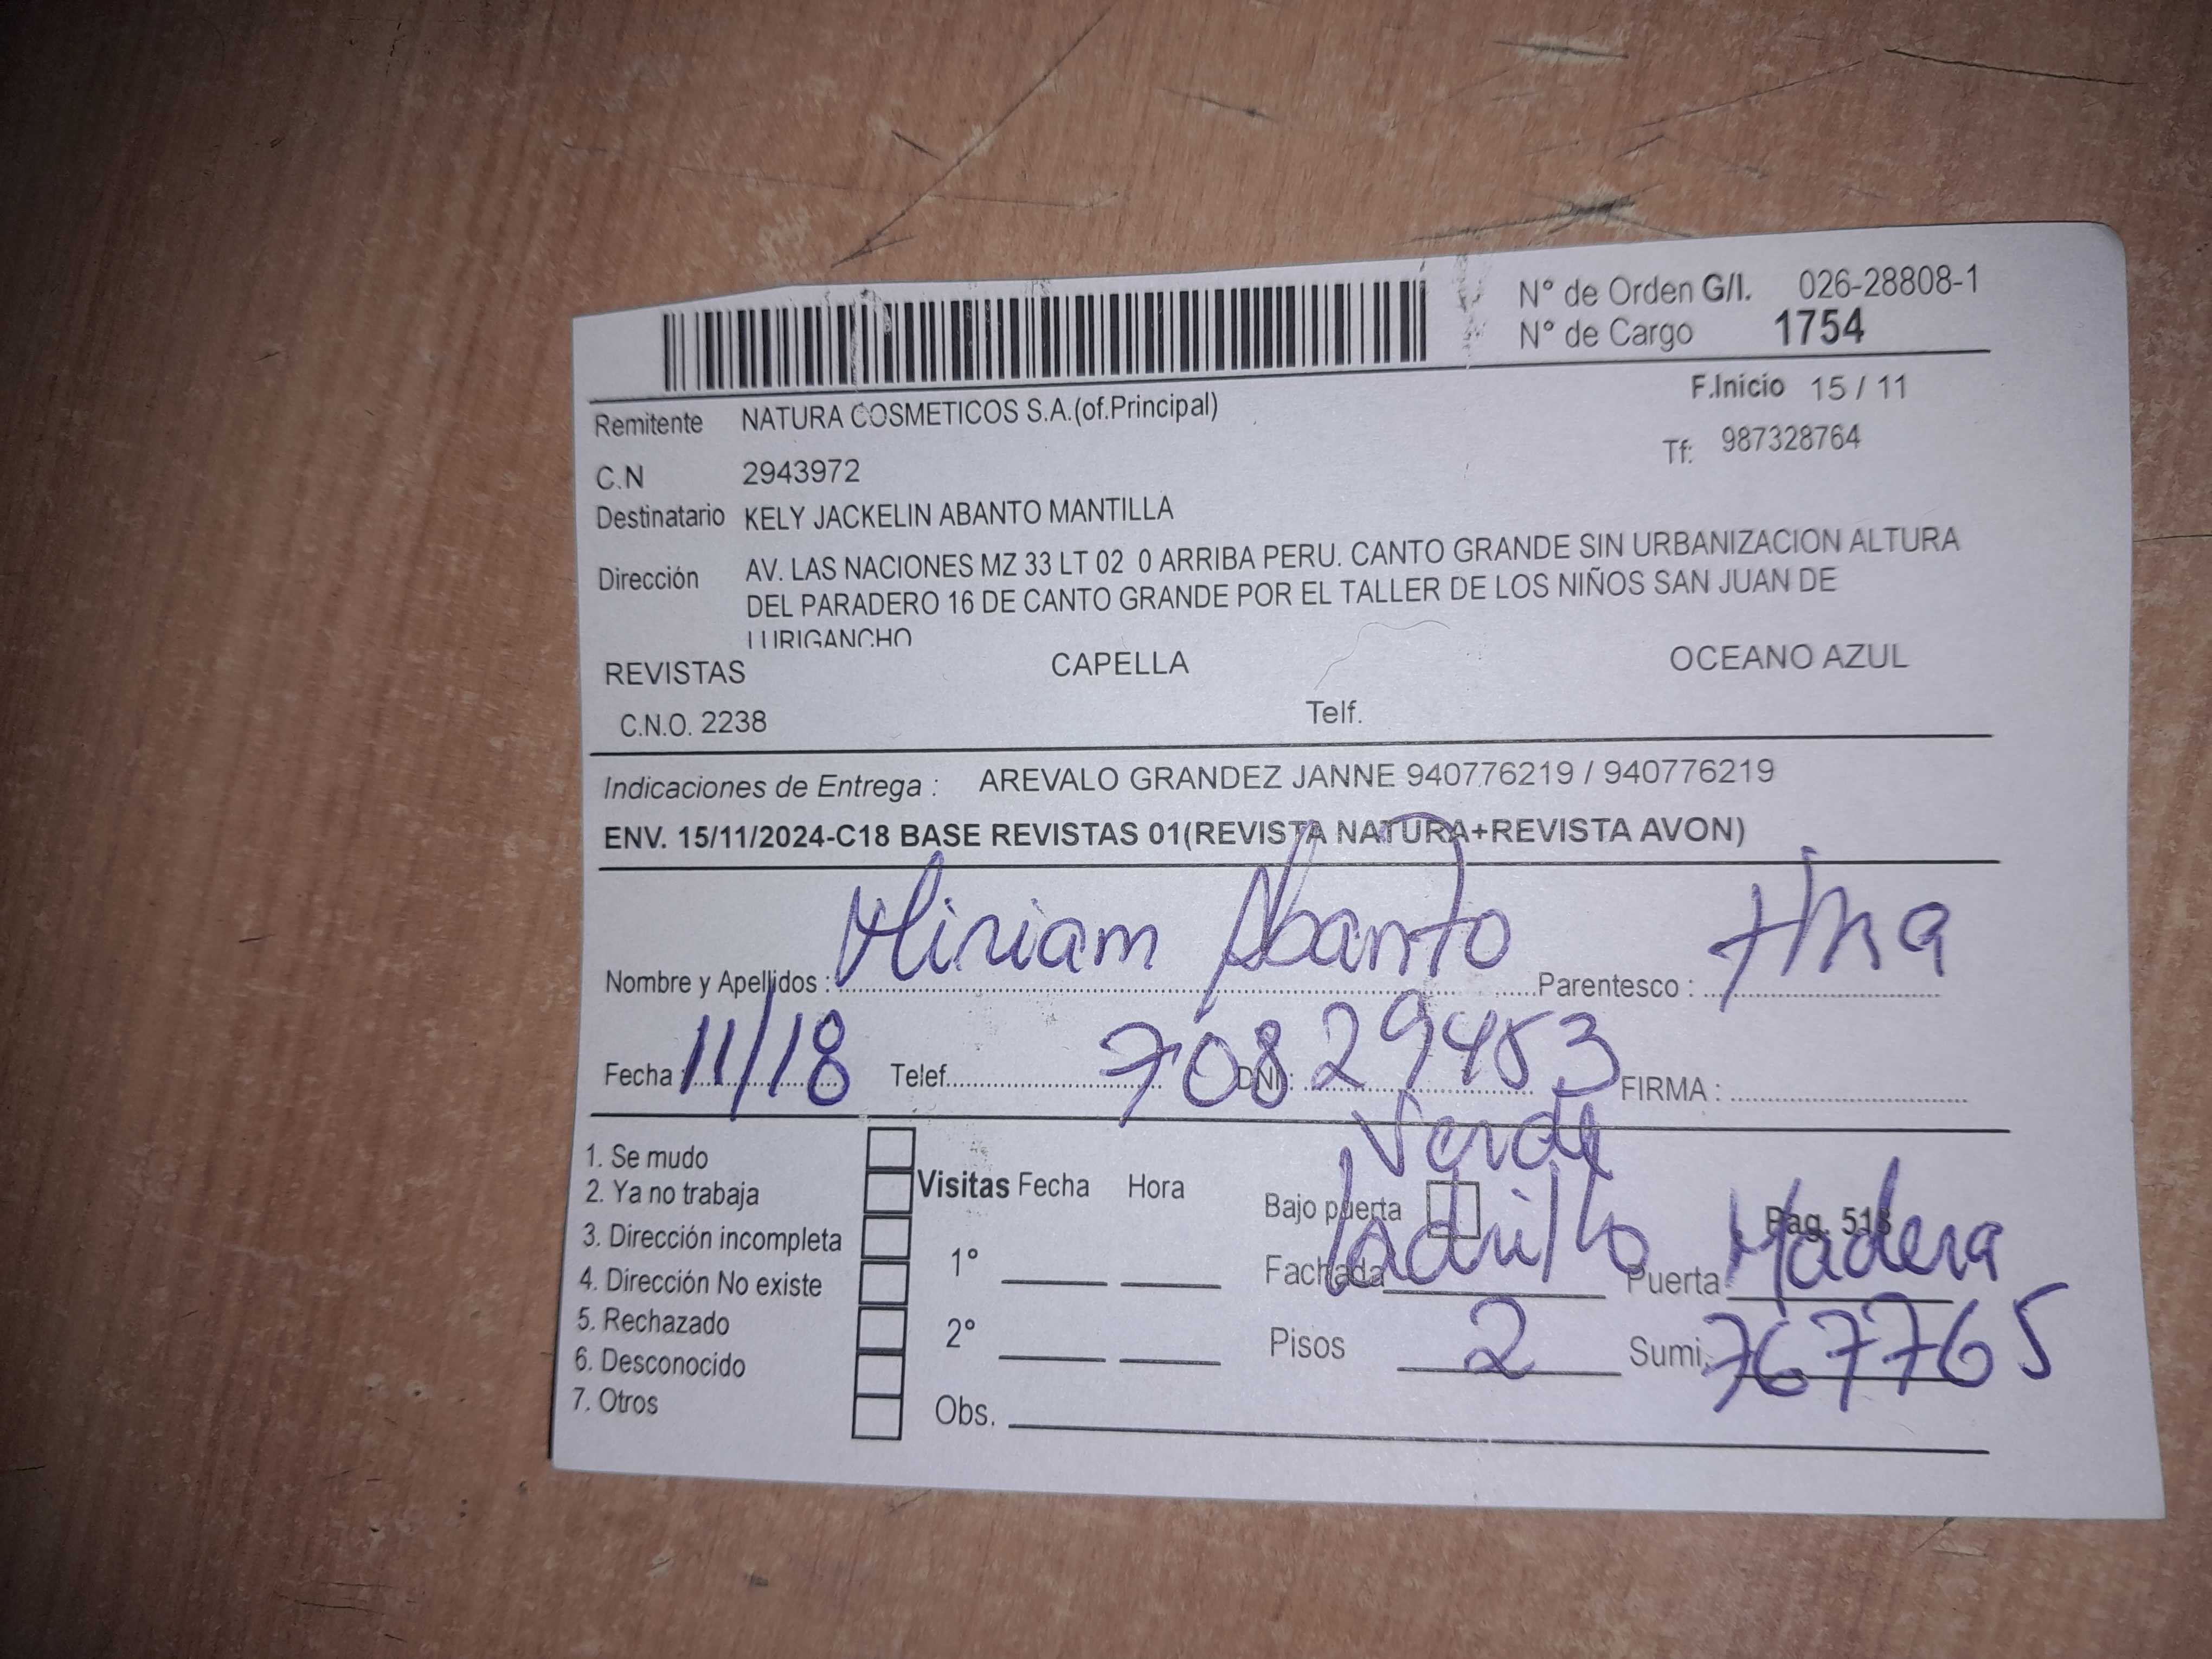 N° de Orden G/I. 026-28808-1
N° de Cargo 1754
F.Inicio 15 / 11
Remitente NATURA COSMETICOS S.A.(of.Principal)
Tf: 987328764
C.N 2943972
Destinatario KELY JACKELIN ABANTO MANTILLA
Dirección AV. LAS NACIONES MZ 33 LT 02 0 ARRIBA PERU. CANTO GRANDE SIN URBANIZACION ALTURA
DEL PARADERO 16 DE CANTO GRANDE POR EL TALLER DE LOS NIÑOS SAN JUAN DE
LURIGANCHO
REVISTAS CAPELLA OCEANO AZUL
C.N.O. 2238 Telf.
Indicaciones de Entrega : AREVALO GRANDEZ JANNE 940776219 / 940776219
ENV. 15/11/2024-C18 BASE REVISTAS 01(REVISTA NATURA+REVISTA AVON)
Nombre y Apellidos : Miriam Abanto Parentesco : Hna
Fecha : 11/18 Telef. DNI : 70829453 FIRMA :
Verde
1. Se mudo
2. Ya no trabaja
3. Dirección incompleta
4. Dirección No existe
5. Rechazado
6. Desconocido
7. Otros
Visitas Fecha Hora
1°
2°
Obs.
Bajo puerta Pag. 518
Fachada ladrillo Puerta Madera
Pisos 2 Sumi. 767765